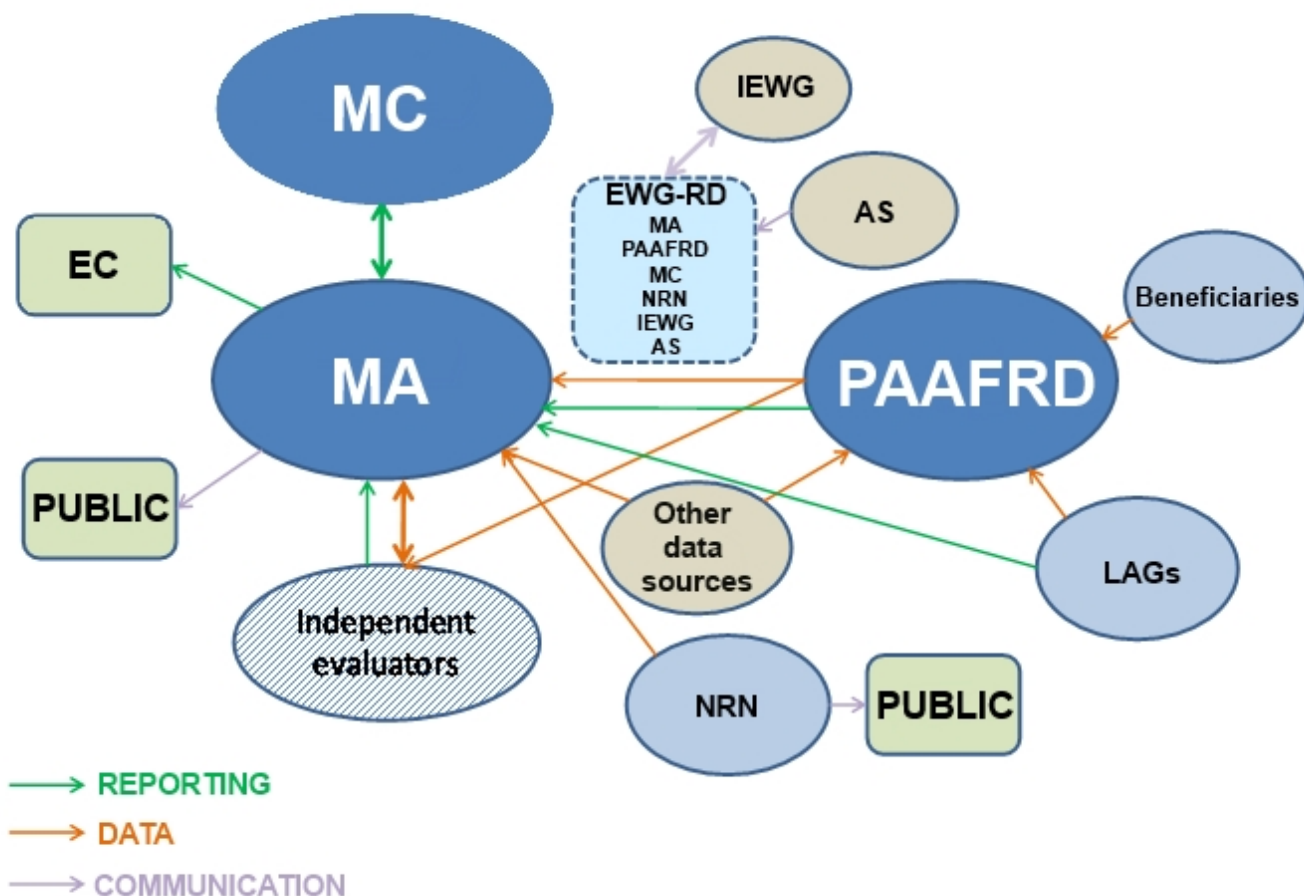 MC
IEWG
EWG-RD
MA
PAAFRD
MC
NRN
IEWG
AS
AS
EC
Beneficiaries
MA
PAAFRD
PUBLIC
Other
data
sources
LAGs
Independent
evaluators
NRN
PUBLIC
REPORTING
DATA
COMMUNICATION